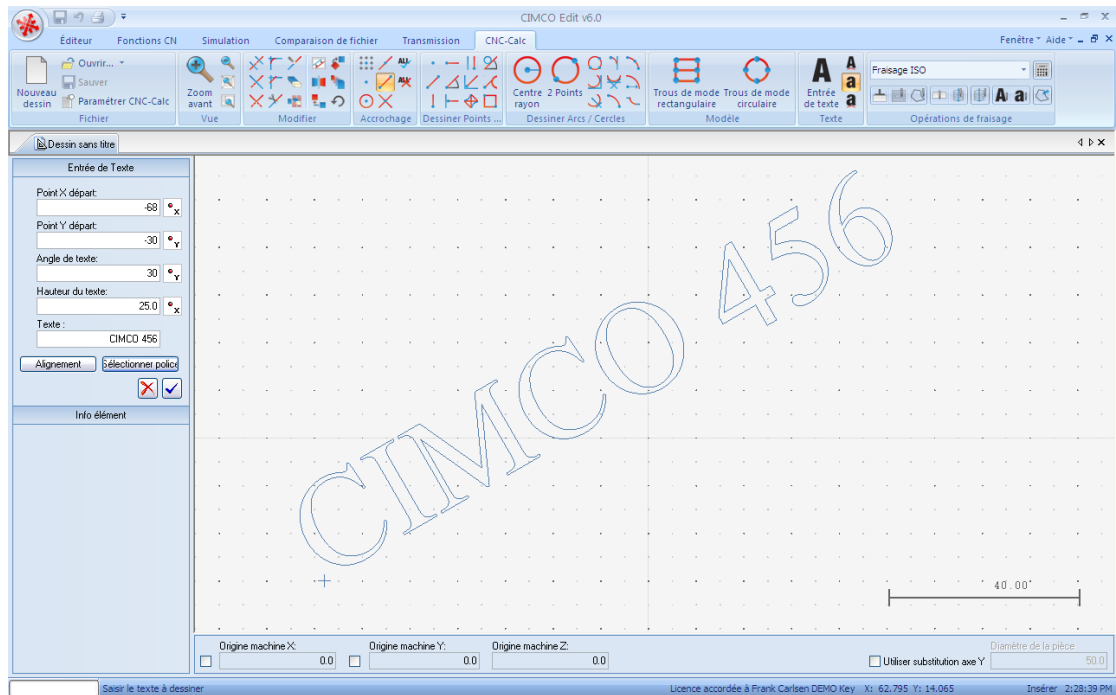 CIMCO Edit v6.0
Éditeur Fonctions CN Simulation Comparaison de fichier Transmission CNC-Calc Fenêtre Aide
Nouveau dessin
Ouvrir...
Sauver
Paramétrer CNC-Calc
Zoom avant
Centre rayon
2 Points
Trous de mode rectangulaire
Trous de mode circulaire
Entrée de texte
Fraisage ISO
Fichier Vue Modifier Accrochage Dessiner Points ... Dessiner Arcs / Cercles Modèle Texte Opérations de fraisage
Dessin sans titre
Entrée de Texte
Point X départ:
-68
Point Y départ:
-30
Angle de texte:
30
Hauteur du texte:
25.0
Texte :
CIMCO 456
Alignement Sélectionner police
Info élément
CIMCO 456
40.00
Origine machine X: Origine machine Y: Origine machine Z: Diamètre de la pièce
0.0 0.0 0.0 Utiliser substitution axe Y 50.0
Saisir le texte à dessiner Licence accordée à Frank Carlsen DEMO Key X: 62.795 Y: 14.065 Insérer 2:28:39 PM